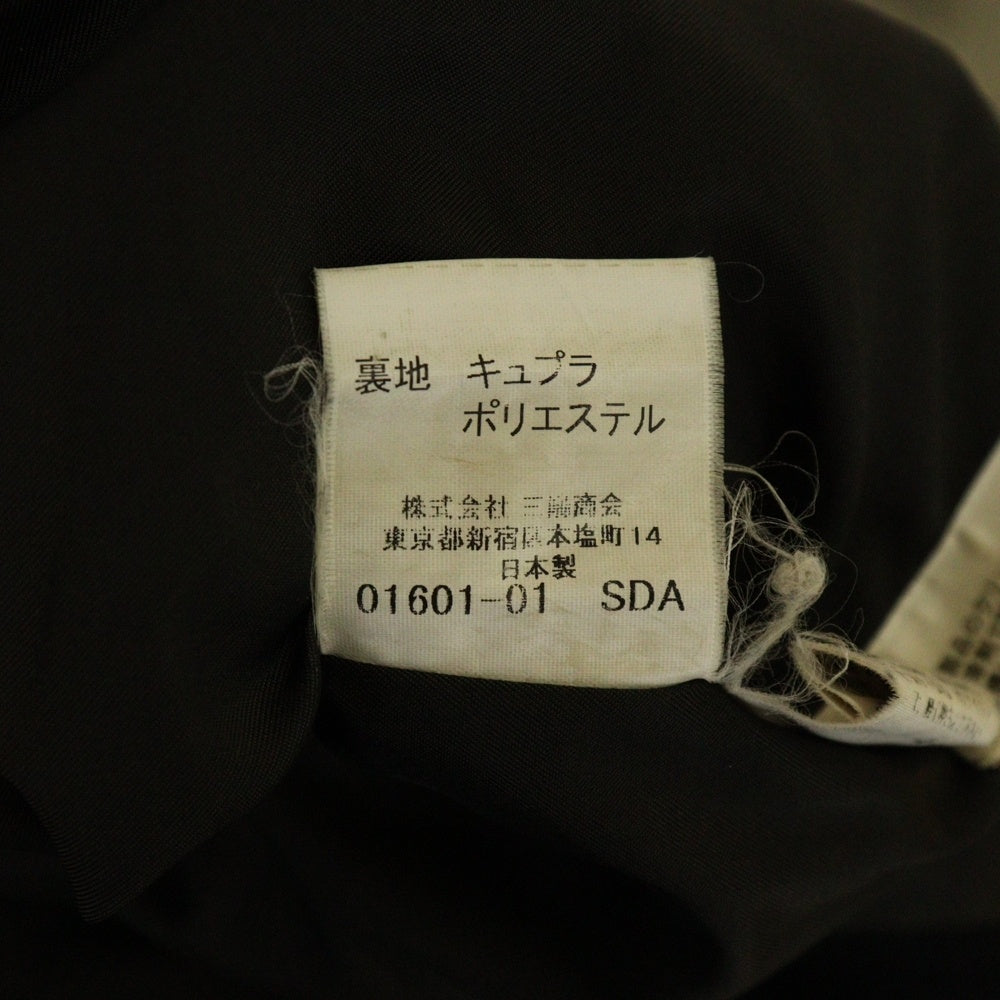 裏地 キュプラ
ポリエステル
株式会社 三陽商会
東京都新宿区本塩町14
日本製
01601-01 SDA